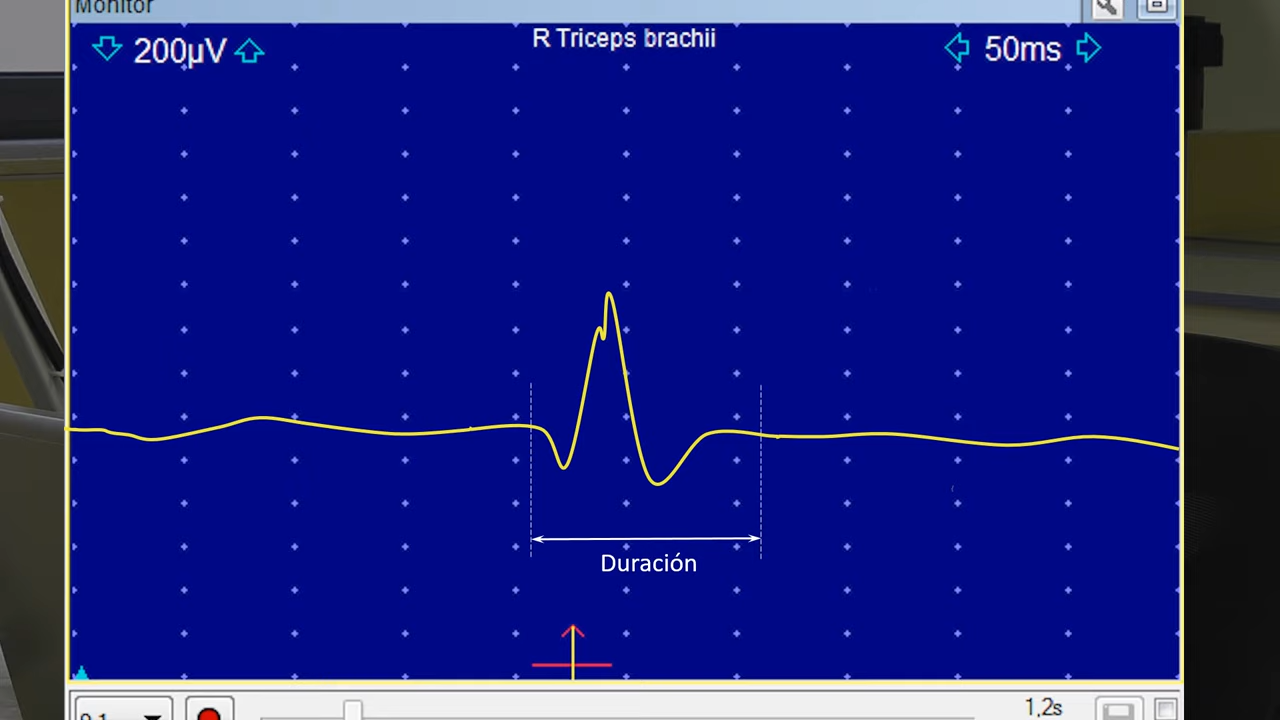 Monitor
200µV
R Triceps brachii
50ms
Duración
1,2s